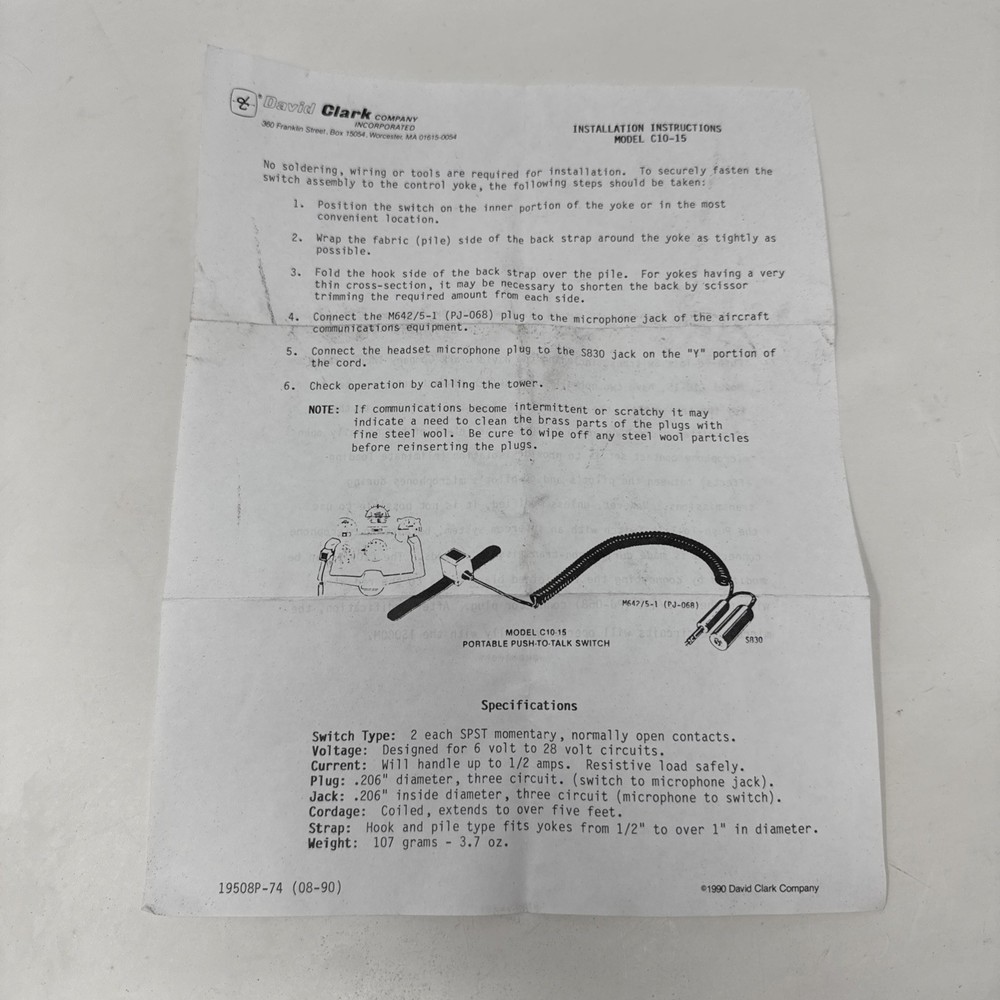 David Clark COMPANY
INCORPORATED
360 Franklin Street, Box 15054, Worcester, MA 01615-0054
INSTALLATION INSTRUCTIONS
MODEL C10-15
No soldering, wiring or tools are required for installation. To securely fasten the
switch assembly to the control yoke, the following steps should be taken:
1. Position the switch on the inner portion of the yoke or in the most
convenient location.
2. Wrap the fabric (pile) side of the back strap around the yoke as tightly as
possible.
3. Fold the hook side of the back strap over the pile. For yokes having a very
thin cross-section, it may be necessary to shorten the back by scissor
trimming the required amount from each side.
4. Connect the M642/5-1 (PJ-068) plug to the microphone jack of the aircraft
communications equipment.
5. Connect the headset microphone plug to the S830 jack on the "Y" portion of
the cord.
6. Check operation by calling the tower.
NOTE: If communications become intermittent or scratchy it may
indicate a need to clean the brass parts of the plugs with
fine steel wool. Be cure to wipe off any steel wool particles
before reinserting the plugs.
M642/5-1 (PJ-068)
S830
MODEL C10-15
PORTABLE PUSH-TO-TALK SWITCH
Specifications
Switch Type: 2 each SPST momentary, normally open contacts.
Voltage: Designed for 6 volt to 28 volt circuits.
Current: Will handle up to 1/2 amps. Resistive load safely.
Plug: .206" diameter, three circuit. (switch to microphone jack).
Jack: .206" inside diameter, three circuit (microphone to switch).
Cordage: Coiled, extends to over five feet.
Strap: Hook and pile type fits yokes from 1/2" to over 1" in diameter.
Weight: 107 grams - 3.7 oz.
19508P-74 (08-90)
©1990 David Clark Company